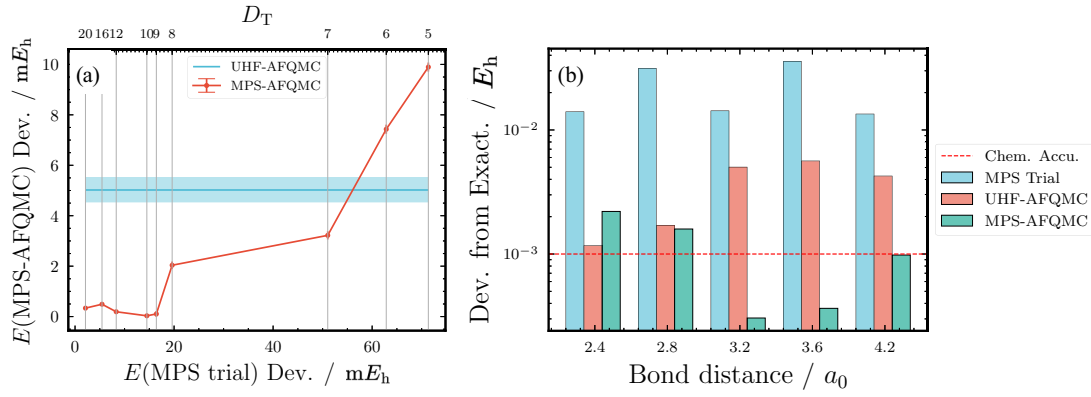 D_T
20 16 12 10 9 8 7 6 5
E(MPS-AFQMC) Dev. / mE_h
10
8
6
4
2
0
(a)
UHF-AFQMC
MPS-AFQMC
0 20 40 60
E(MPS trial) Dev. / mE_h
Dev. from Exact. / E_h
10^{-2}
10^{-3}
(b)
2.4 2.8 3.2 3.6 4.2
Bond distance / a_0
Chem. Accu.
MPS Trial
UHF-AFQMC
MPS-AFQMC